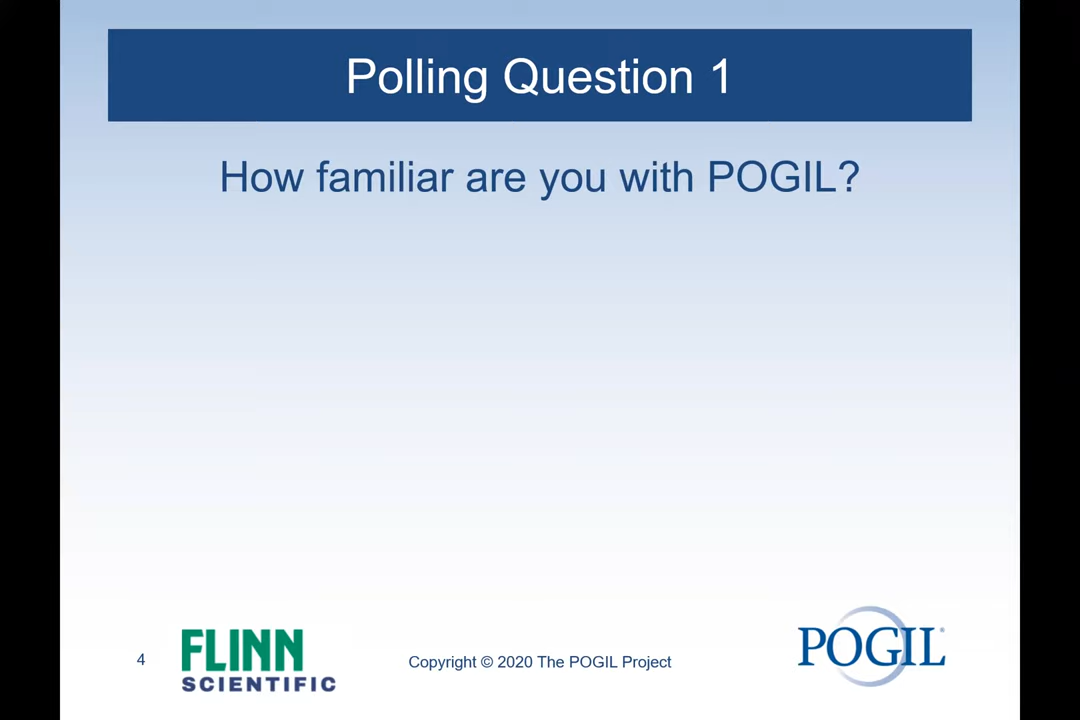 Polling Question 1
How familiar are you with POGIL?
4
FLINN
SCIENTIFIC
Copyright © 2020 The POGIL Project
POGIL®